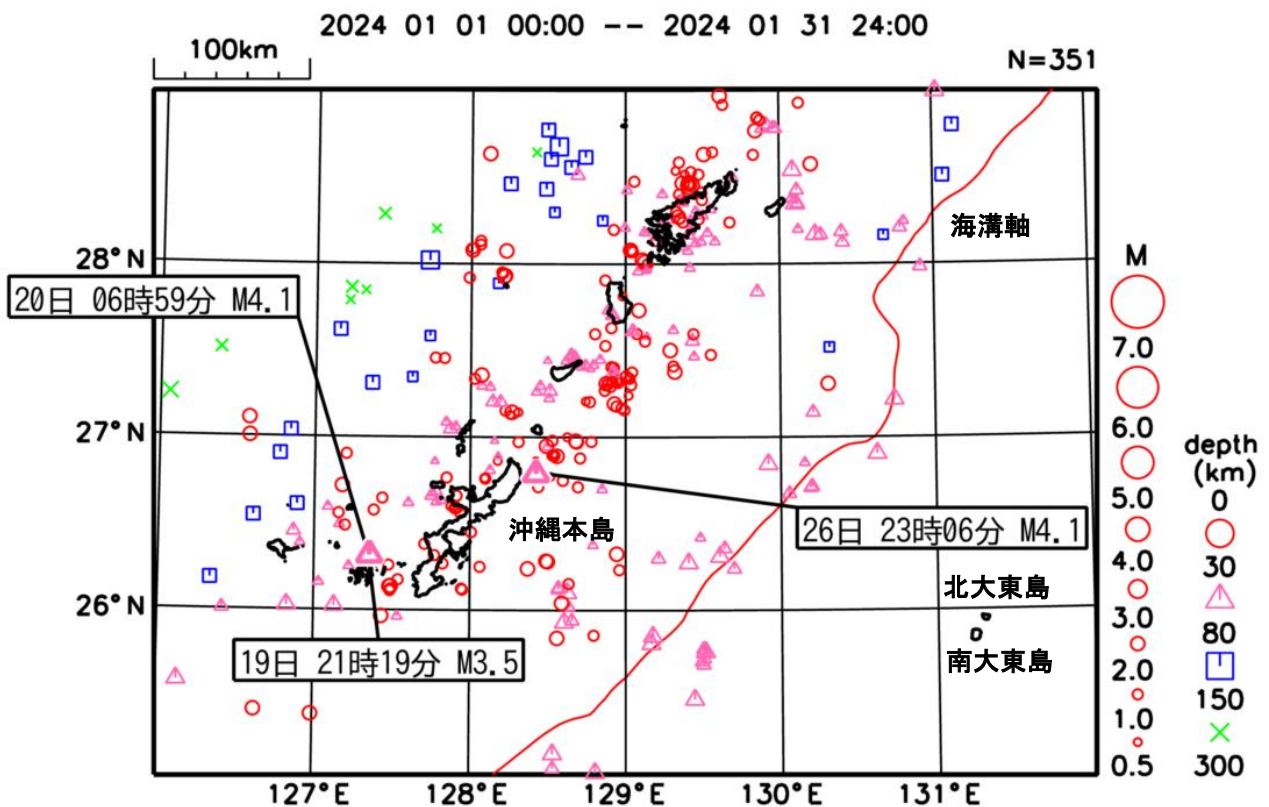 2024 01 01 00:00 -- 2024 01 31 24:00
100km
N=351
海溝軸
28°N
M
20日 06時59分 M4.1
7.0
27°N
6.0
depth
(km)
5.0
0
沖縄本島
26日 23時06分 M4.1
4.0
30
北大東島
26°N
3.0
80
19日 21時19分 M3.5
南大東島
2.0
150
1.0
0.5
300
127°E
128°E
129°E
130°E
131°E